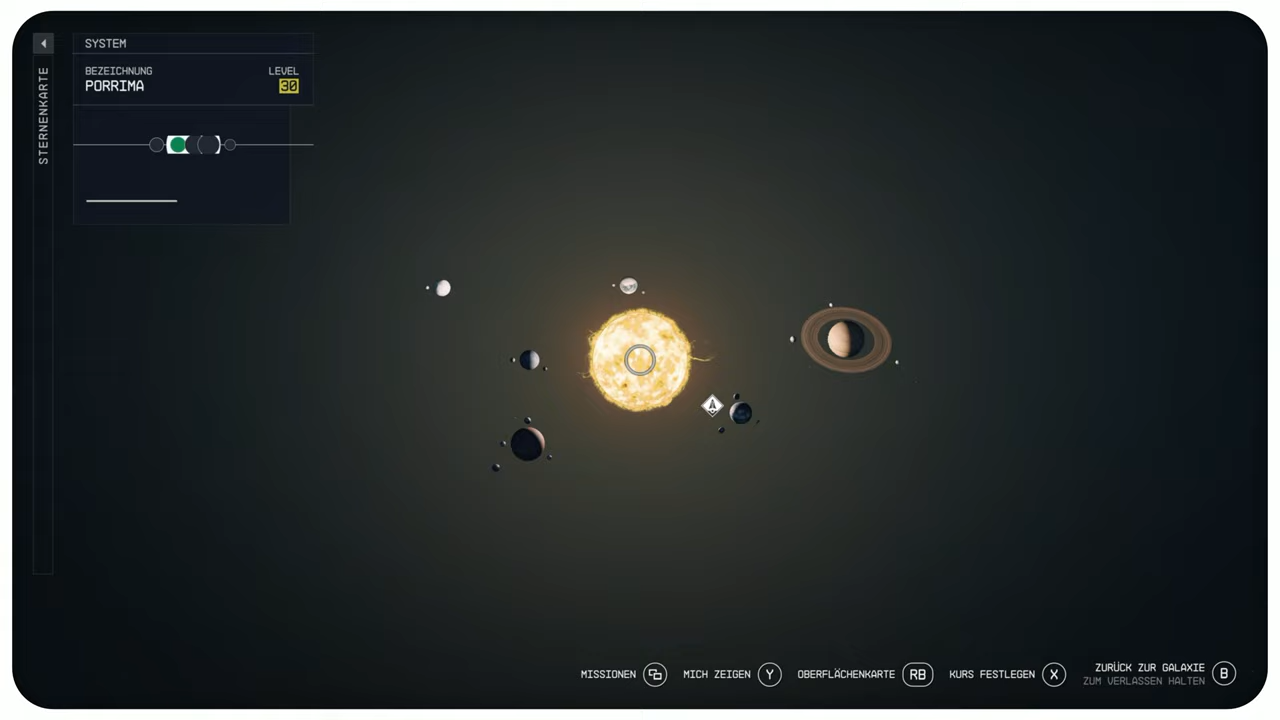 SYSTEM
BEZEICHNUNG LEVEL
PORRIMA 30
STERNENKARTE
MISSIONEN MICH ZEIGEN Y OBERFLÄCHENKARTE RB KURS FESTLEGEN X ZURÜCK ZUR GALAXIE B
ZUM VERLASSEN HALTEN